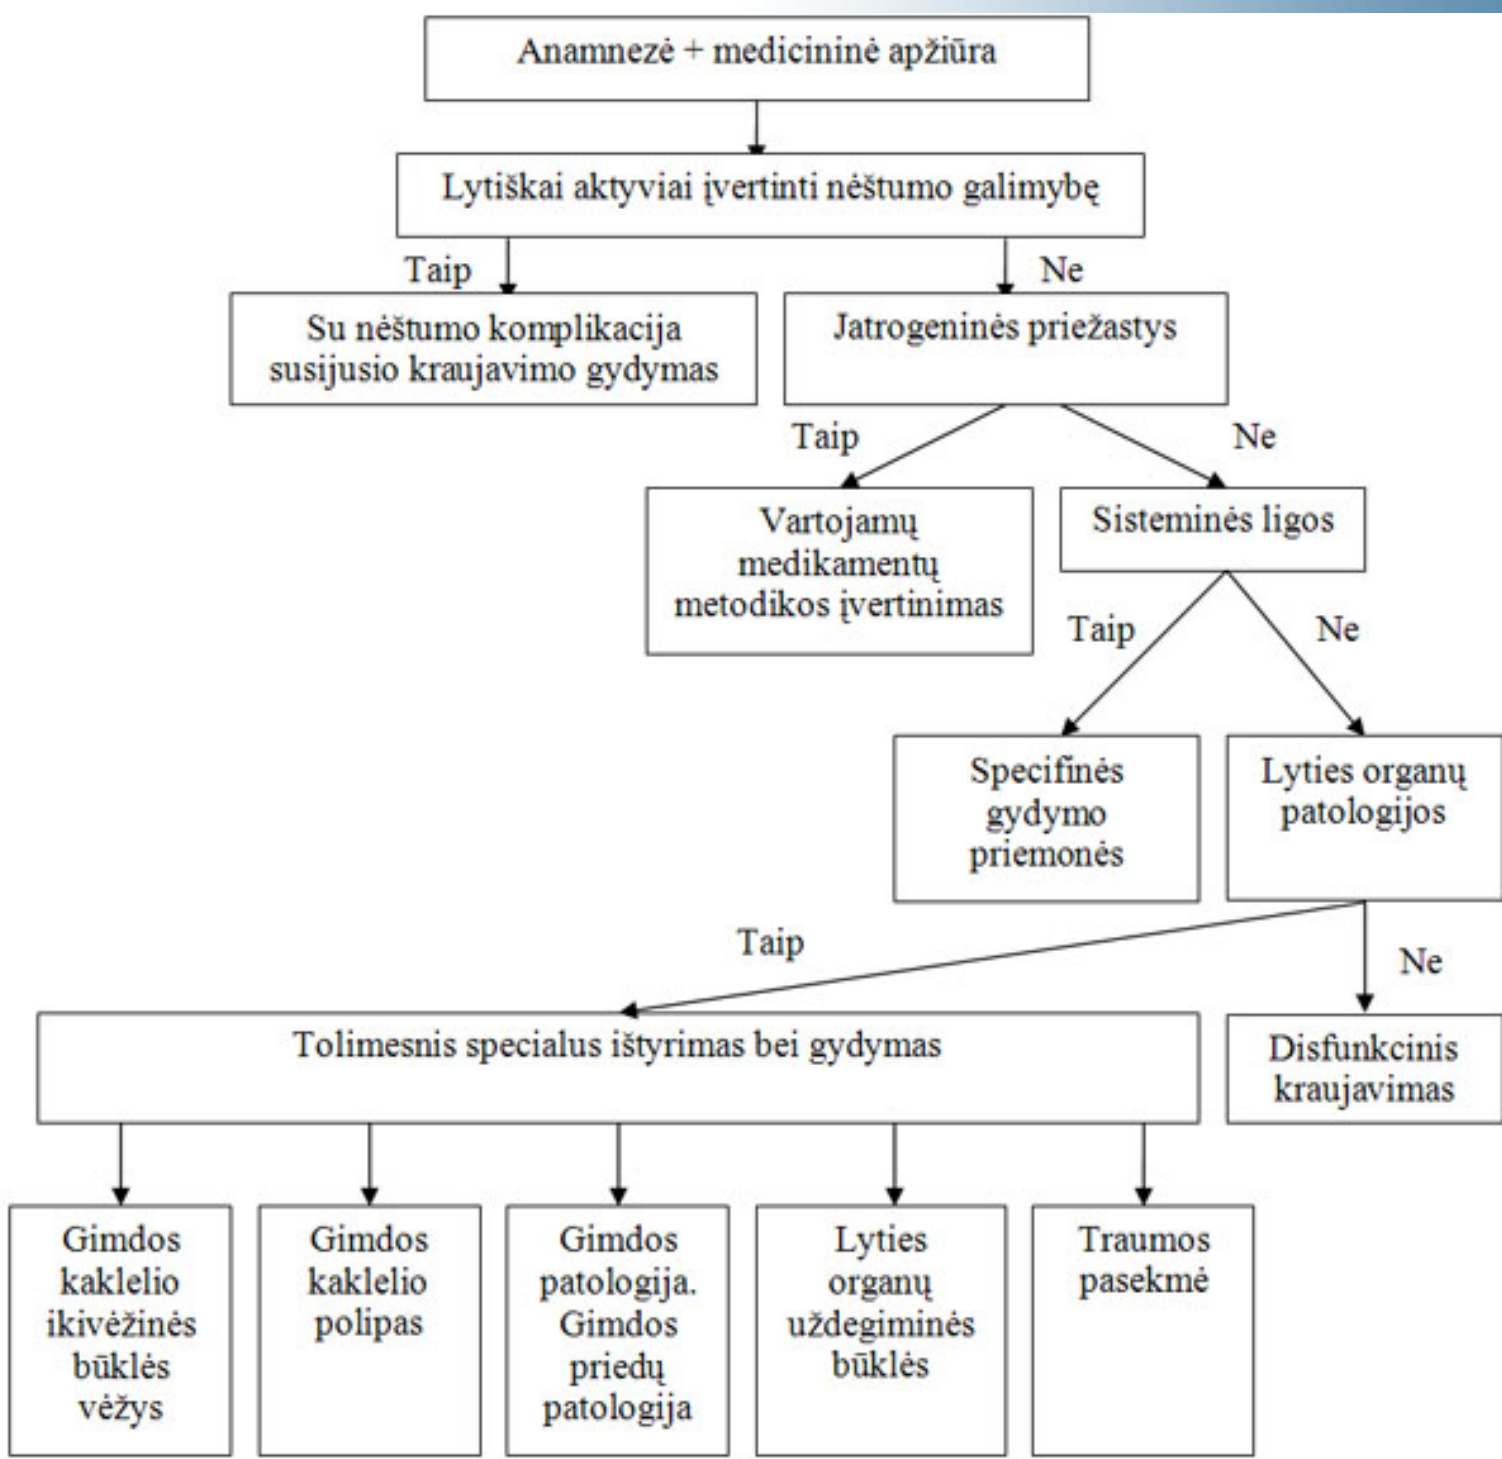 Anamnezė + medicininė apžiūra
Lytiškai aktyviai įvertinti nėštumo galimybę
Taip
Ne
Su nėštumo komplikacija
susijusio kraujavimo gydymas
Jatrogeninės priežastys
Taip
Ne
Vartojamų
medikamentų
metodikos įvertinimas
Sisteminės ligos
Taip
Ne
Specifinės
gydymo
priemonės
Lyties organų
patologijos
Taip
Ne
Tolimesnis specialus ištyrimas bei gydymas
Disfunkcinis
kraujavimas
Gimdos
kaklelio
ikivėžinės
būklės
vėžys
Gimdos
kaklelio
polipas
Gimdos
patologija.
Gimdos
priedų
patologija
Lyties
organų
uždegiminės
būklės
Traumos
pasekmė